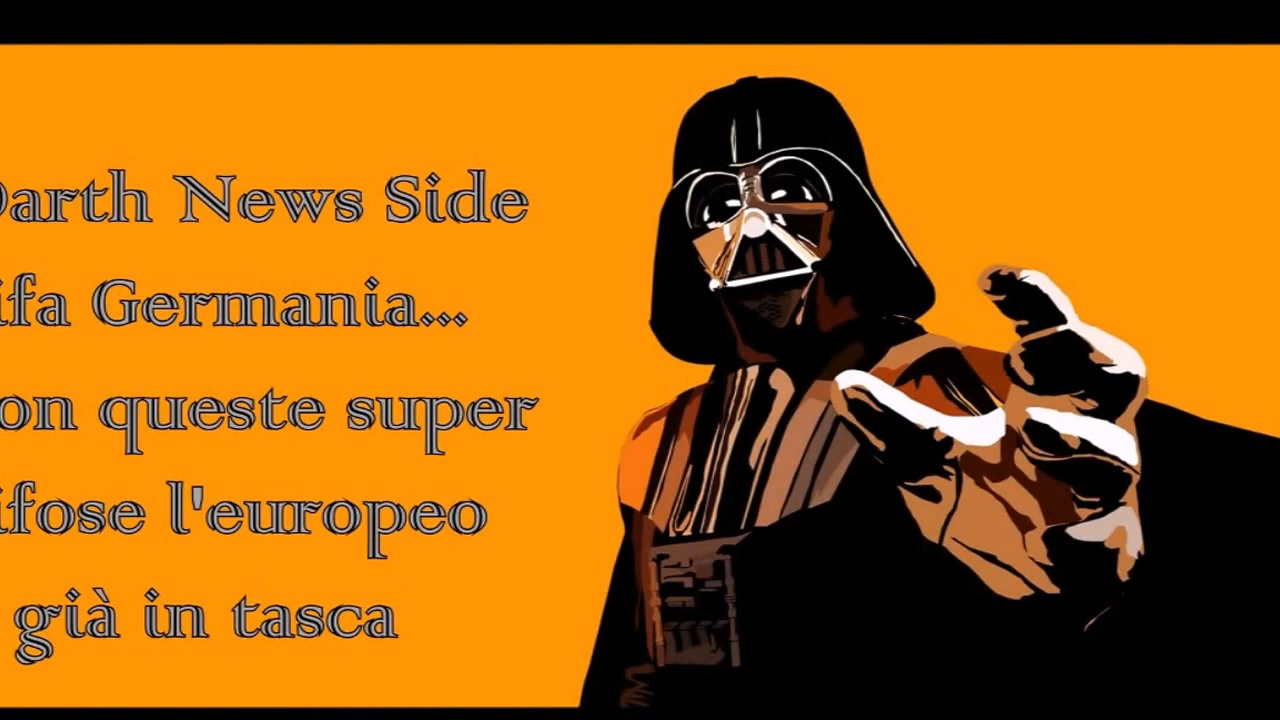 Darth News Side
ifa Germania...
on queste super
ifose l'europeo
già in tasca